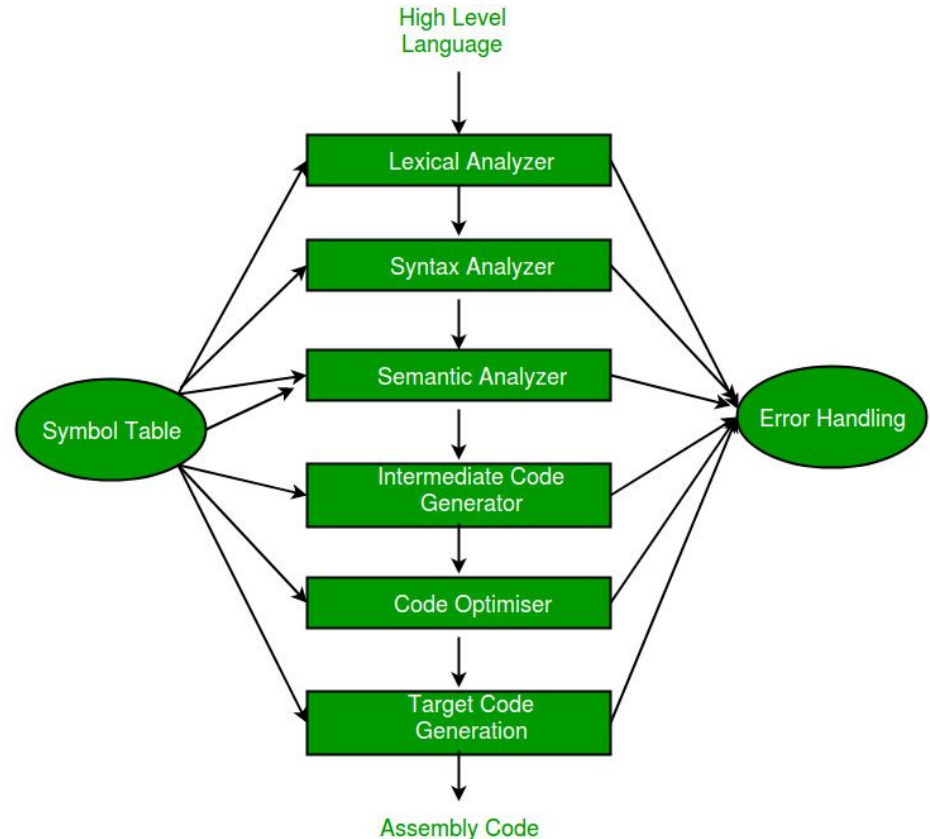 High Level
Language
Lexical Analyzer
Syntax Analyzer
Semantic Analyzer
Symbol Table
Error Handling
Intermediate Code
Generator
Code Optimiser
Target Code
Generation
Assembly Code